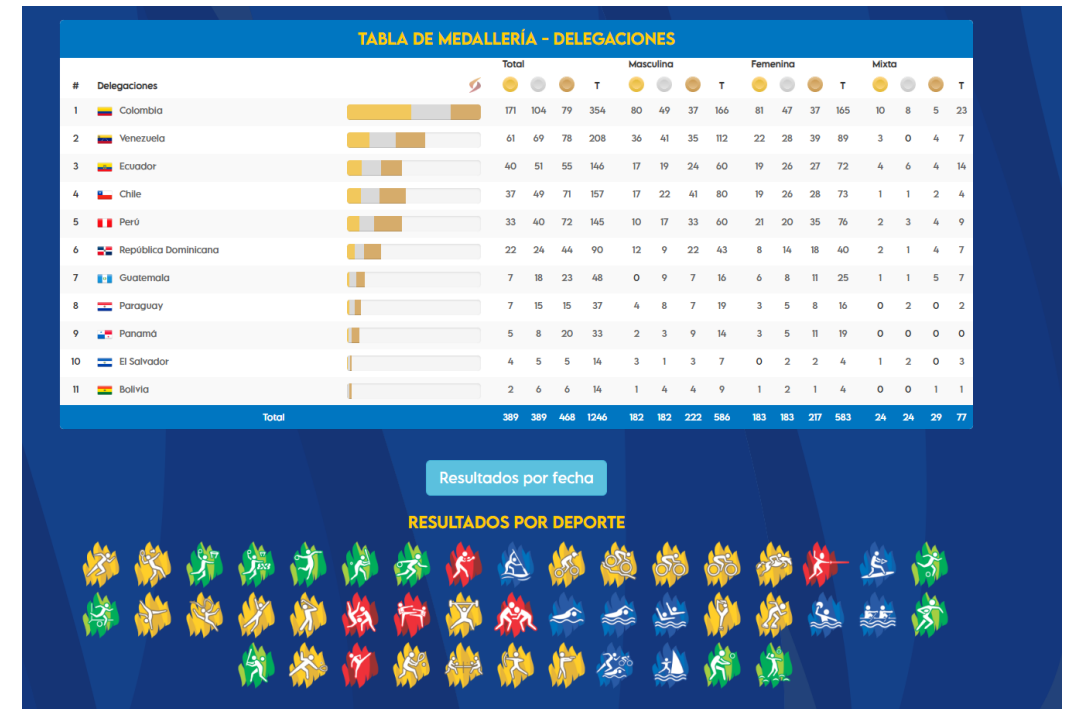 TABLA DE MEDALLERÍA - DELEGACIONES
Total Masculina Femenina Mixta
# Delegaciones T T T T
1 Colombia 171 104 79 354 80 49 37 166 81 47 37 165 10 8 5 23
2 Venezuela 61 69 78 208 36 41 35 112 22 28 39 89 3 0 4 7
3 Ecuador 40 51 55 146 17 19 24 60 19 26 27 72 4 6 4 14
4 Chile 37 49 71 157 17 22 41 80 19 26 28 73 1 1 2 4
5 Perú 33 40 72 145 10 17 33 60 21 20 35 76 2 3 4 9
6 República Dominicana 22 24 44 90 12 9 22 43 8 14 18 40 2 1 4 7
7 Guatemala 7 18 23 48 0 9 7 16 6 8 11 25 1 1 5 7
8 Paraguay 7 15 15 37 4 8 7 19 3 5 8 16 0 2 0 2
9 Panamá 5 8 20 33 2 3 9 14 3 5 11 19 0 0 0 0
10 El Salvador 4 5 5 14 3 1 3 7 0 2 2 4 1 2 0 3
11 Bolivia 2 6 6 14 1 4 4 9 1 2 1 4 0 0 1 1
Total 389 389 468 1246 182 182 222 586 183 183 217 583 24 24 29 77
Resultados por fecha
RESULTADOS POR DEPORTE
3X3